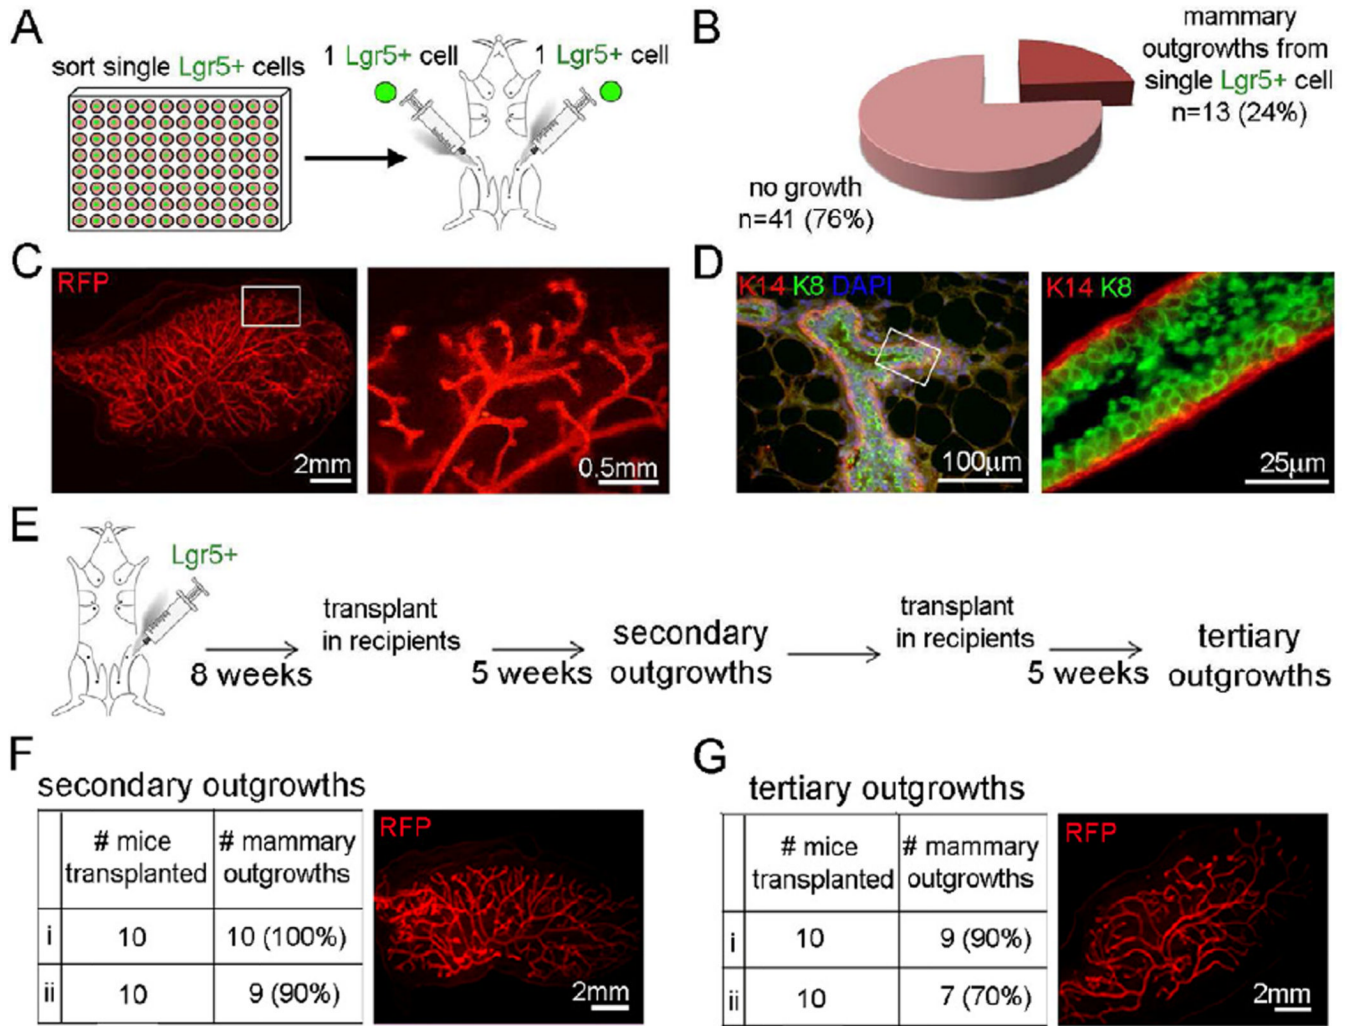 A
sort single Lgr5+ cells
1 Lgr5+ cell
1 Lgr5+ cell
B
mammary
outgrowths from
single Lgr5+ cell
n=13 (24%)
no growth
n=41 (76%)
C
RFP
2mm
0.5mm
D
K14 K8 DAPI
100μm
K14 K8
25μm
E
Lgr5+
8 weeks
transplant
in recipients
5 weeks
secondary
outgrowths
transplant
in recipients
5 weeks
tertiary
outgrowths
F
secondary outgrowths
# mice
transplanted
# mammary
outgrowths
i 10 10 (100%)
ii 10 9 (90%)
RFP
2mm
G
tertiary outgrowths
# mice
transplanted
# mammary
outgrowths
i 10 9 (90%)
ii 10 7 (70%)
RFP
2mm